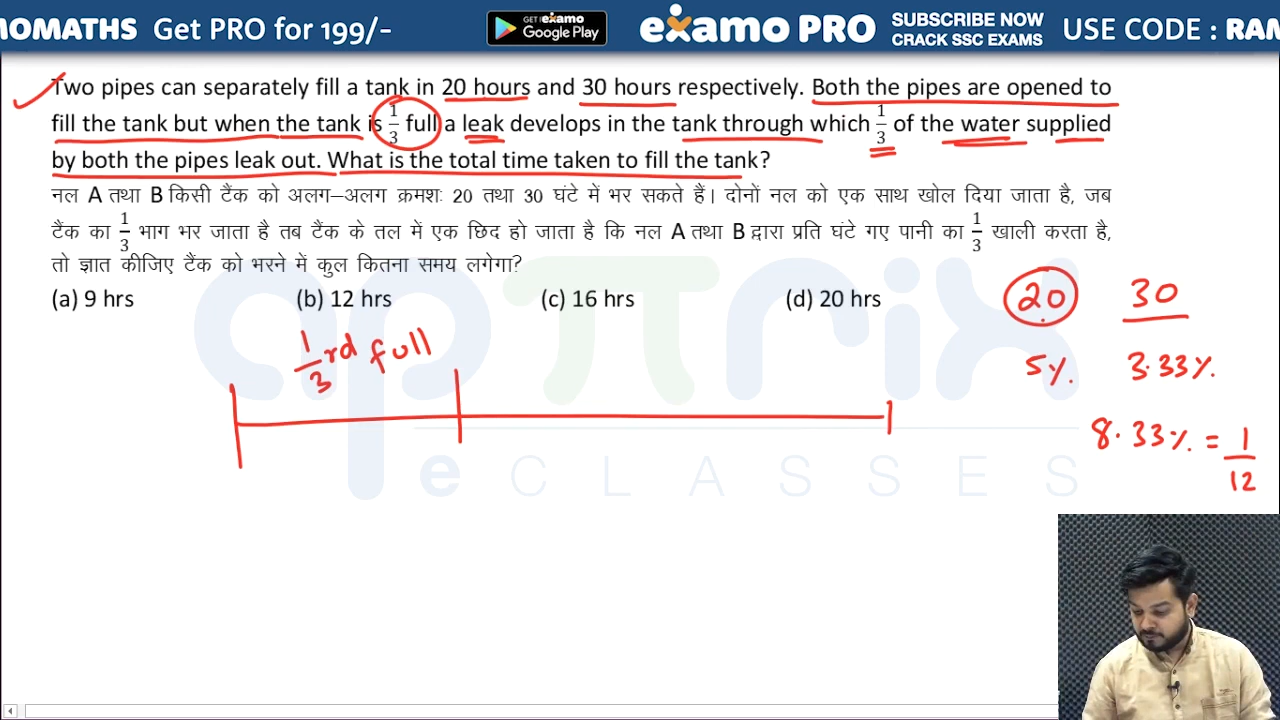 OMATHS Get PRO for 199/- GET IT examo Google Play examo PRO SUBSCRIBE NOW USE CODE : RAM
CRACK SSC EXAMS
Two pipes can separately fill a tank in 20 hours and 30 hours respectively. Both the pipes are opened to
fill the tank but when the tank is 1/3 full a leak develops in the tank through which 1/3 of the water supplied
by both the pipes leak out. What is the total time taken to fill the tank?
नल A तथा B किसी टैंक को अलग–अलग क्रमशः 20 तथा 30 घंटे में भर सकते हैं। दोनों नल को एक साथ खोल दिया जाता है, जब
टैंक का 1/3 भाग भर जाता है तब टैंक के तल में एक छिद हो जाता है कि नल A तथा B द्वारा प्रति घंटे गए पानी का 1/3 खाली करता है,
तो ज्ञात कीजिए टैंक को भरने में कुल कितना समय लगेगा?
(a) 9 hrs (b) 12 hrs (c) 16 hrs (d) 20 hrs
20 30
1/3 rd full
5%. 3.33%.
8.33%. = 1/12
apπrix
e CLASSES